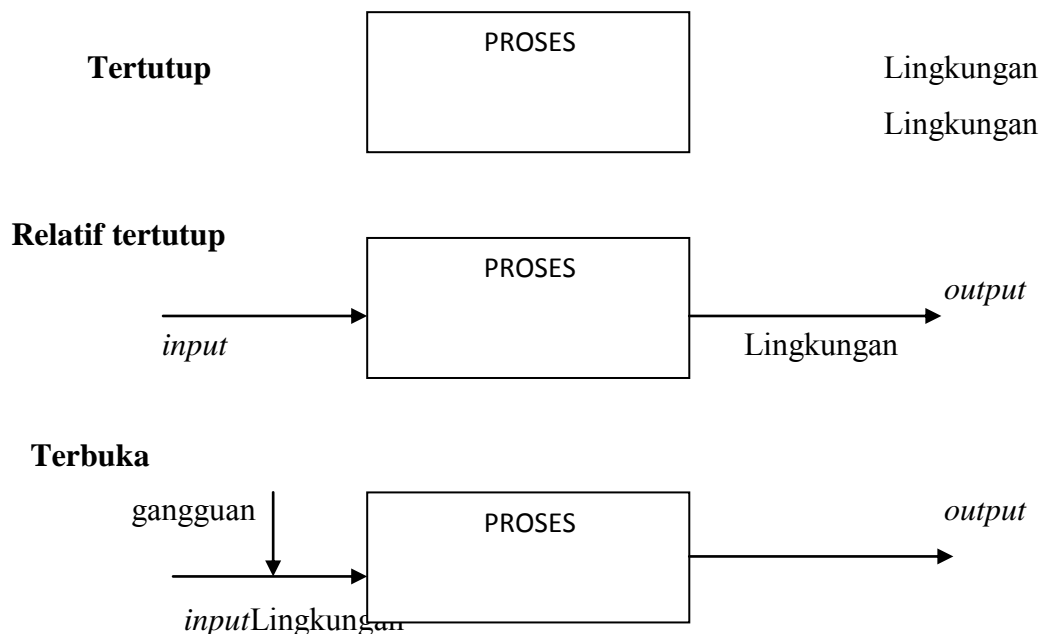 PROSES
Tertutup
Lingkungan
Lingkungan
Relatif tertutup
PROSES
output
input
Lingkungan
Terbuka
gangguan
PROSES
output
inputLingkungan